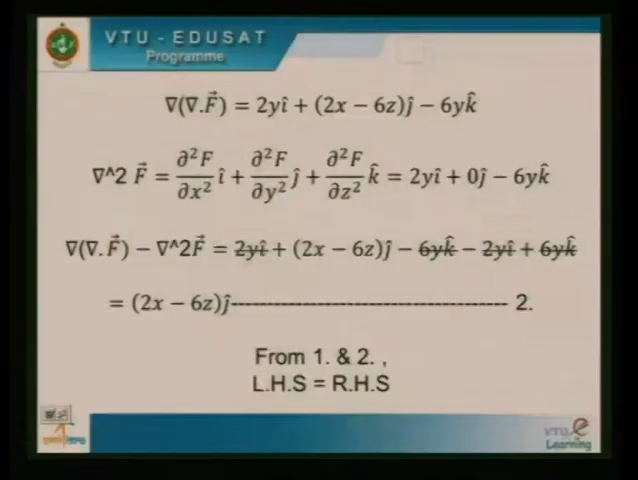 VTU - EDUSAT
Programme
∇(∇.F⃗) = 2yî + (2x − 6z)ĵ − 6yk̂
∇^2 F⃗ = ∂²F/∂x² î + ∂²F/∂y² ĵ + ∂²F/∂z² k̂ = 2yî + 0ĵ − 6yk̂
∇(∇.F⃗) − ∇^2F⃗ = 2yî + (2x − 6z)ĵ − 6yk̂ − 2yî + 6yk̂
= (2x − 6z)ĵ---------------------------------- 2.
From 1. & 2. ,
L.H.S = R.H.S
VTU e
Learning